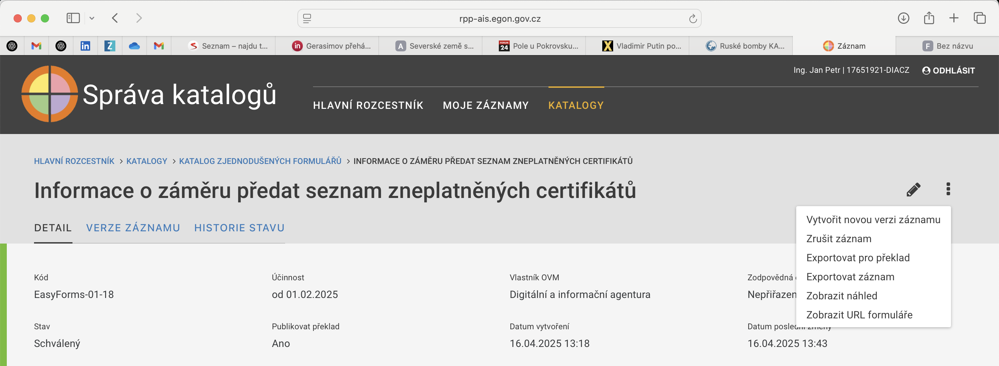 rpp-ais.egon.gov.cz
Seznam – najdu t...
Gerasimov přehá...
A Severské země s...
FORUM 24 Pole u Pokrovsku...
Vladimir Putin po...
Ruské bomby KA...
Záznam
F Bez názvu
Ing. Jan Petr | 17651921-DIACZ ODHLÁSIT
Správa katalogů
HLAVNÍ ROZCESTNÍK MOJE ZÁZNAMY KATALOGY
HLAVNÍ ROZCESTNÍK > KATALOGY > KATALOG ZJEDNODUŠENÝCH FORMULÁŘŮ > INFORMACE O ZÁMĚRU PŘEDAT SEZNAM ZNEPLATNĚNÝCH CERTIFIKÁTŮ
Informace o záměru předat seznam zneplatněných certifikátů
DETAIL VERZE ZÁZNAMU HISTORIE STAVU
Vytvořit novou verzi záznamu
Zrušit záznam
Exportovat pro překlad
Exportovat záznam
Zobrazit náhled
Zobrazit URL formuláře
Kód
EasyForms-01-18
Účinnost
od 01.02.2025
Vlastník OVM
Digitální a informační agentura
Zodpovědná
Nepřiřazen
Stav
Schválený
Publikovat překlad
Ano
Datum vytvoření
16.04.2025 13:18
Datum poslední změny
16.04.2025 13:43